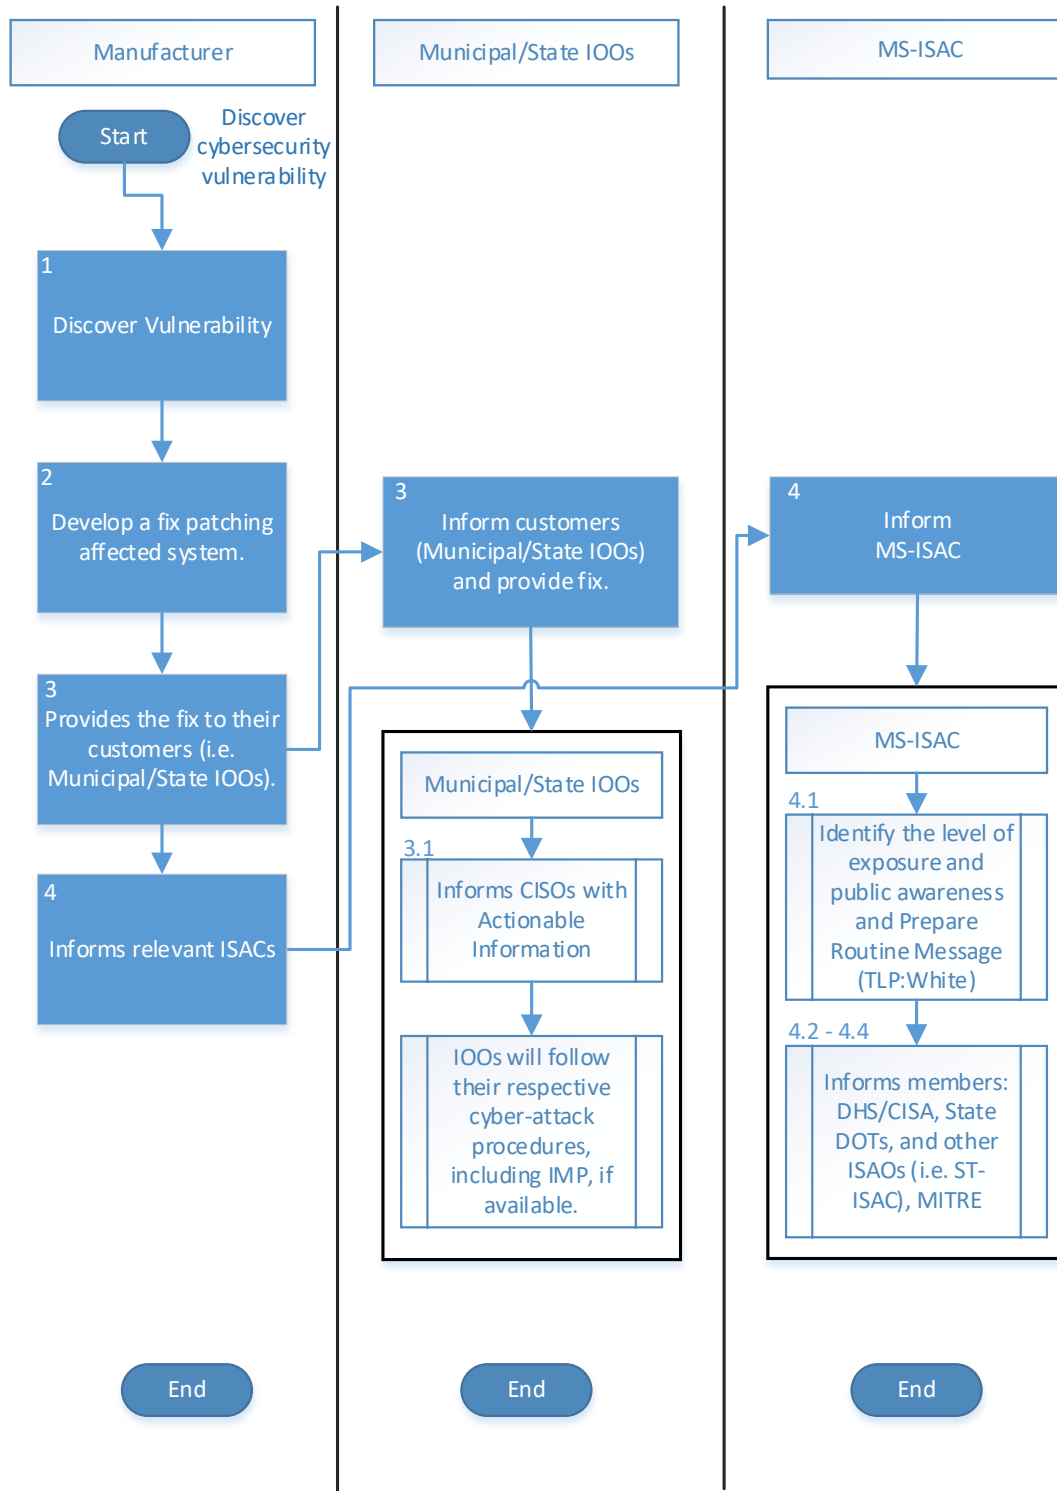 Manufacturer
Municipal/State IOOs
MS-ISAC
Start
Discover
cybersecurity
vulnerability
1
Discover Vulnerability
2
Develop a fix patching
affected system.
3
Provides the fix to their
customers (i.e.
Municipal/State IOOs).
4
Informs relevant ISACs
End
3
Inform customers
(Municipal/State IOOs)
and provide fix.
Municipal/State IOOs
3.1
Informs CISOs with
Actionable
Information
IOOs will follow
their respective
cyber-attack
procedures,
including IMP, if
available.
End
4
Inform
MS-ISAC
MS-ISAC
4.1
Identify the level of
exposure and
public awareness
and Prepare
Routine Message
(TLP:White)
4.2 - 4.4
Informs members:
DHS/CISA, State
DOTs, and other
ISAOs (i.e. ST-
ISAC), MITRE
End